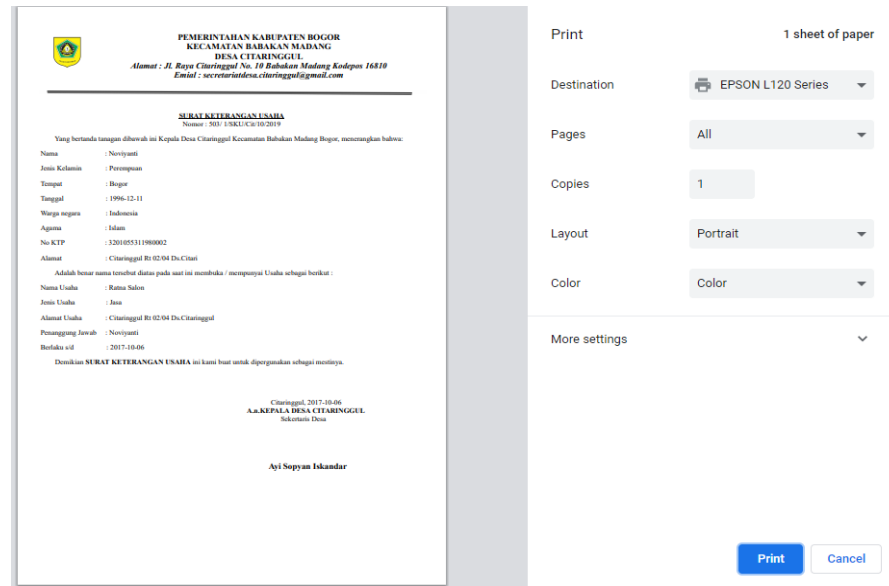 PEMERINTAHAN KABUPATEN BOGOR
KECAMATAN BABAKAN MADANG
DESA CITARINGGUL
Alamat : Jl. Raya Citaringgul No. 10 Babakan Madang Kodepos 16810
Emial : secretariatdesa.citaringgul@gmail.com
SURAT KETERANGAN USAHA
Nomor : 503/ 1/SKU/Cit/10/2019
Yang bertanda tanagan dibawah ini Kepala Desa Citaringgul Kecamatan Babakan Madang Bogor, menerangkan bahwa:
Nama : Noviyanti
Jenis Kelamin : Perempuan
Tempat : Bogor
Tanggal : 1996-12-11
Warga negara : Indonesia
Agama : Islam
No KTP : 3201055311980002
Alamat : Citaringgul Rt 02/04 Ds.Citari
Adalah benar nama tersebut diatas pada saat ini membuka / mempunyai Usaha sebagai berikut :
Nama Usaha : Ratna Salon
Jenis Usaha : Jasa
Alamat Usaha : Citaringgul Rt 02/04 Ds.Citaringgul
Penanggung Jawab : Noviyanti
Berlaku s/d : 2017-10-06
Demikian SURAT KETERANGAN USAHA ini kami buat untuk dipergunakan sebagai mestinya.
Citaringgul, 2017-10-06
A.n.KEPALA DESA CITARINGGUL
Sekertaris Desa
Ayi Sopyan Iskandar
Print 1 sheet of paper
Destination EPSON L120 Series
Pages All
Copies 1
Layout Portrait
Color Color
More settings
Print Cancel